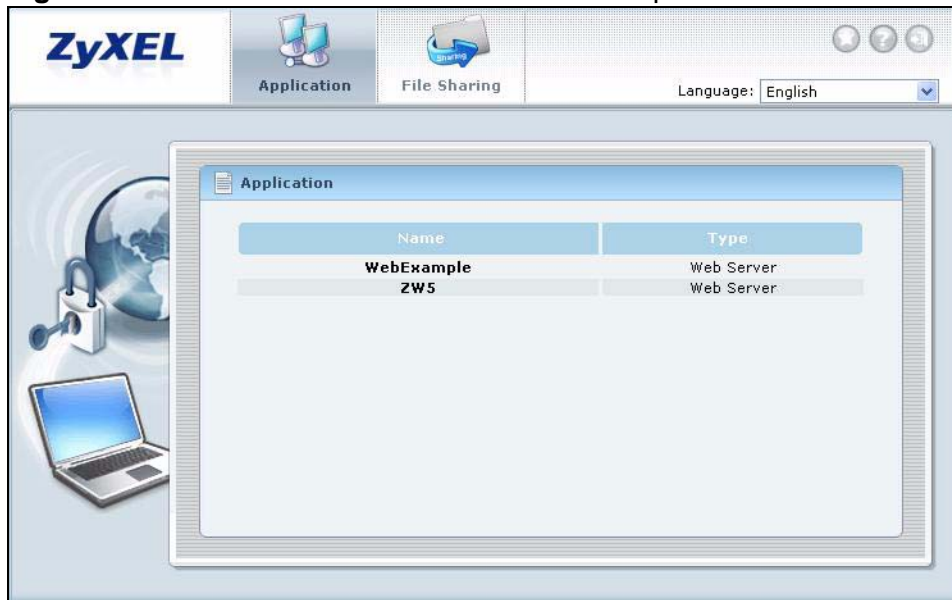 ZyXEL
Application
File Sharing
Sharing
Language: English
Application
Name Type
WebExample Web Server
ZW5 Web Server